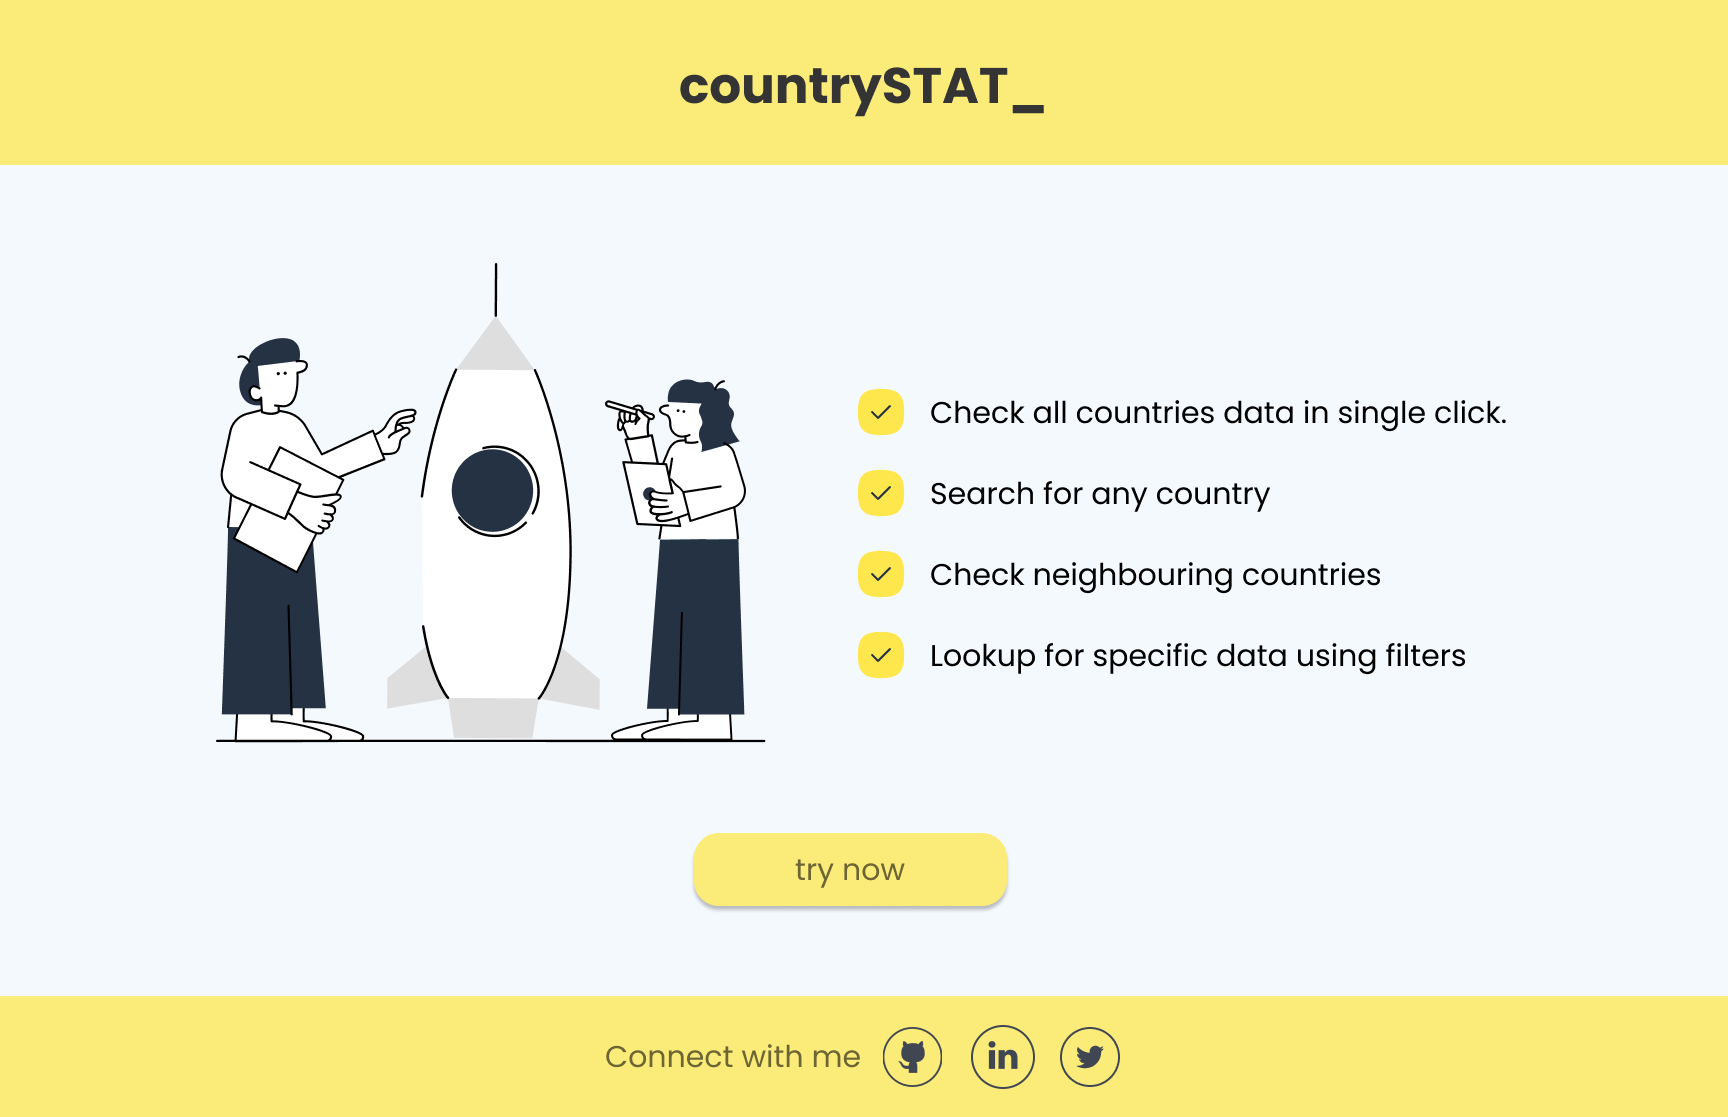 countrySTAT_
Check all countries data in single click.
Search for any country
Check neighbouring countries
Lookup for specific data using filters
try now
Connect with me
in